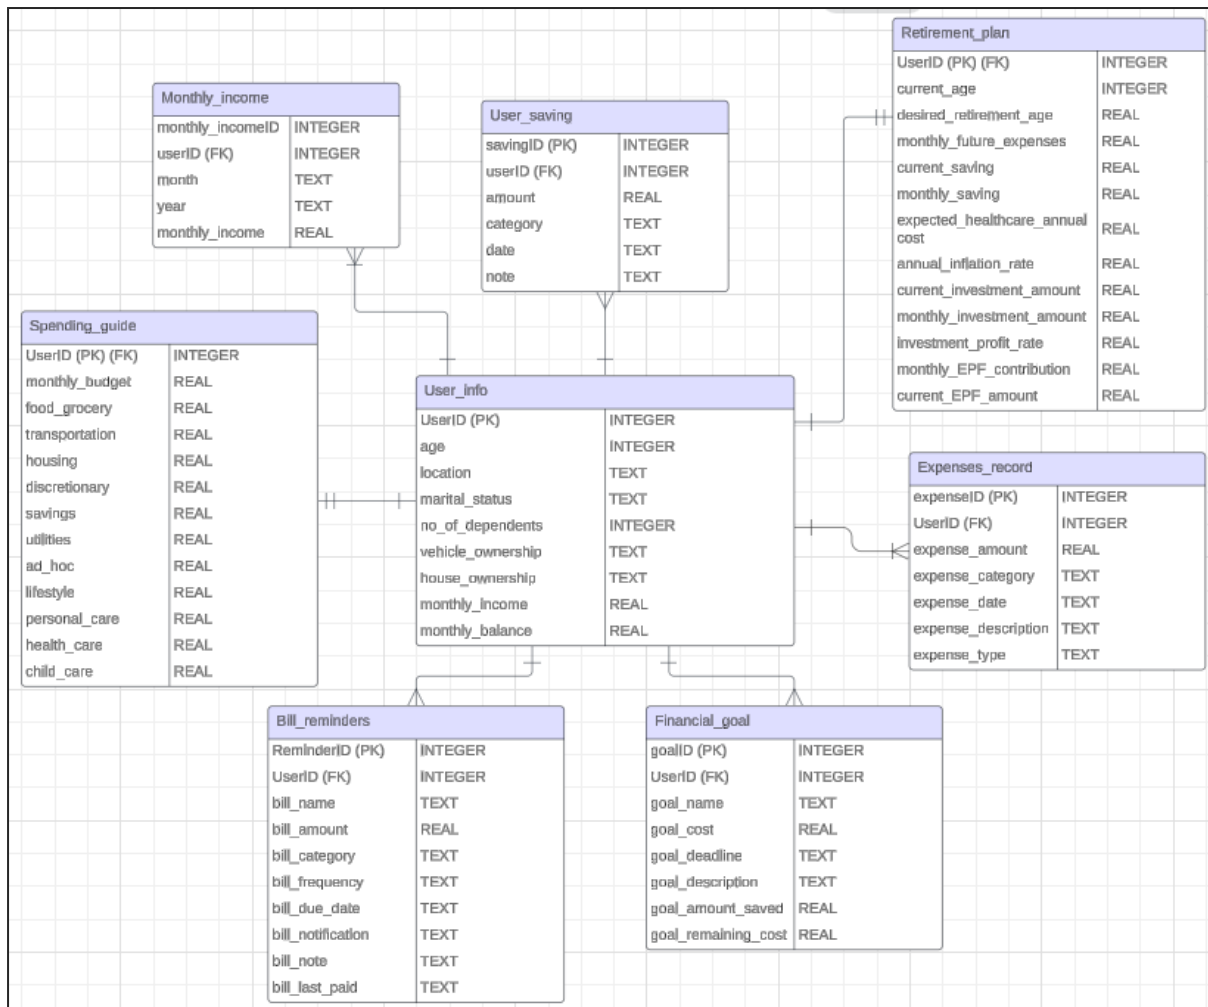 Retirement_plan
UserID (PK) (FK) INTEGER
current_age INTEGER
desired_retirement_age REAL
monthly_future_expenses REAL
current_saving REAL
monthly_saving REAL
expected_healthcare_annual
cost REAL
annual_inflation_rate REAL
current_investment_amount REAL
monthly_investment_amount REAL
investment_profit_rate REAL
monthly_EPF_contribution REAL
current_EPF_amount REAL
Monthly_income
monthly_incomeID INTEGER
userID (FK) INTEGER
month TEXT
year TEXT
monthly_income REAL
User_saving
savingID (PK) INTEGER
userID (FK) INTEGER
amount REAL
category TEXT
date TEXT
note TEXT
Spending_guide
UserID (PK) (FK) INTEGER
monthly_budget REAL
food_grocery REAL
transportation REAL
housing REAL
discretionary REAL
savings REAL
utilities REAL
ad_hoc REAL
lifestyle REAL
personal_care REAL
health_care REAL
child_care REAL
User_info
UserID (PK) INTEGER
age INTEGER
location TEXT
marital_status TEXT
no_of_dependents INTEGER
vehicle_ownership TEXT
house_ownership TEXT
monthly_income REAL
monthly_balance REAL
Expenses_record
expenseID (PK) INTEGER
UserID (FK) INTEGER
expense_amount REAL
expense_category TEXT
expense_date TEXT
expense_description TEXT
expense_type TEXT
Bill_reminders
ReminderID (PK) INTEGER
UserID (FK) INTEGER
bill_name TEXT
bill_amount REAL
bill_category TEXT
bill_frequency TEXT
bill_due_date TEXT
bill_notification TEXT
bill_note TEXT
bill_last_paid TEXT
Financial_goal
goalID (PK) INTEGER
UserID (FK) INTEGER
goal_name TEXT
goal_cost REAL
goal_deadline TEXT
goal_description TEXT
goal_amount_saved REAL
goal_remaining_cost REAL